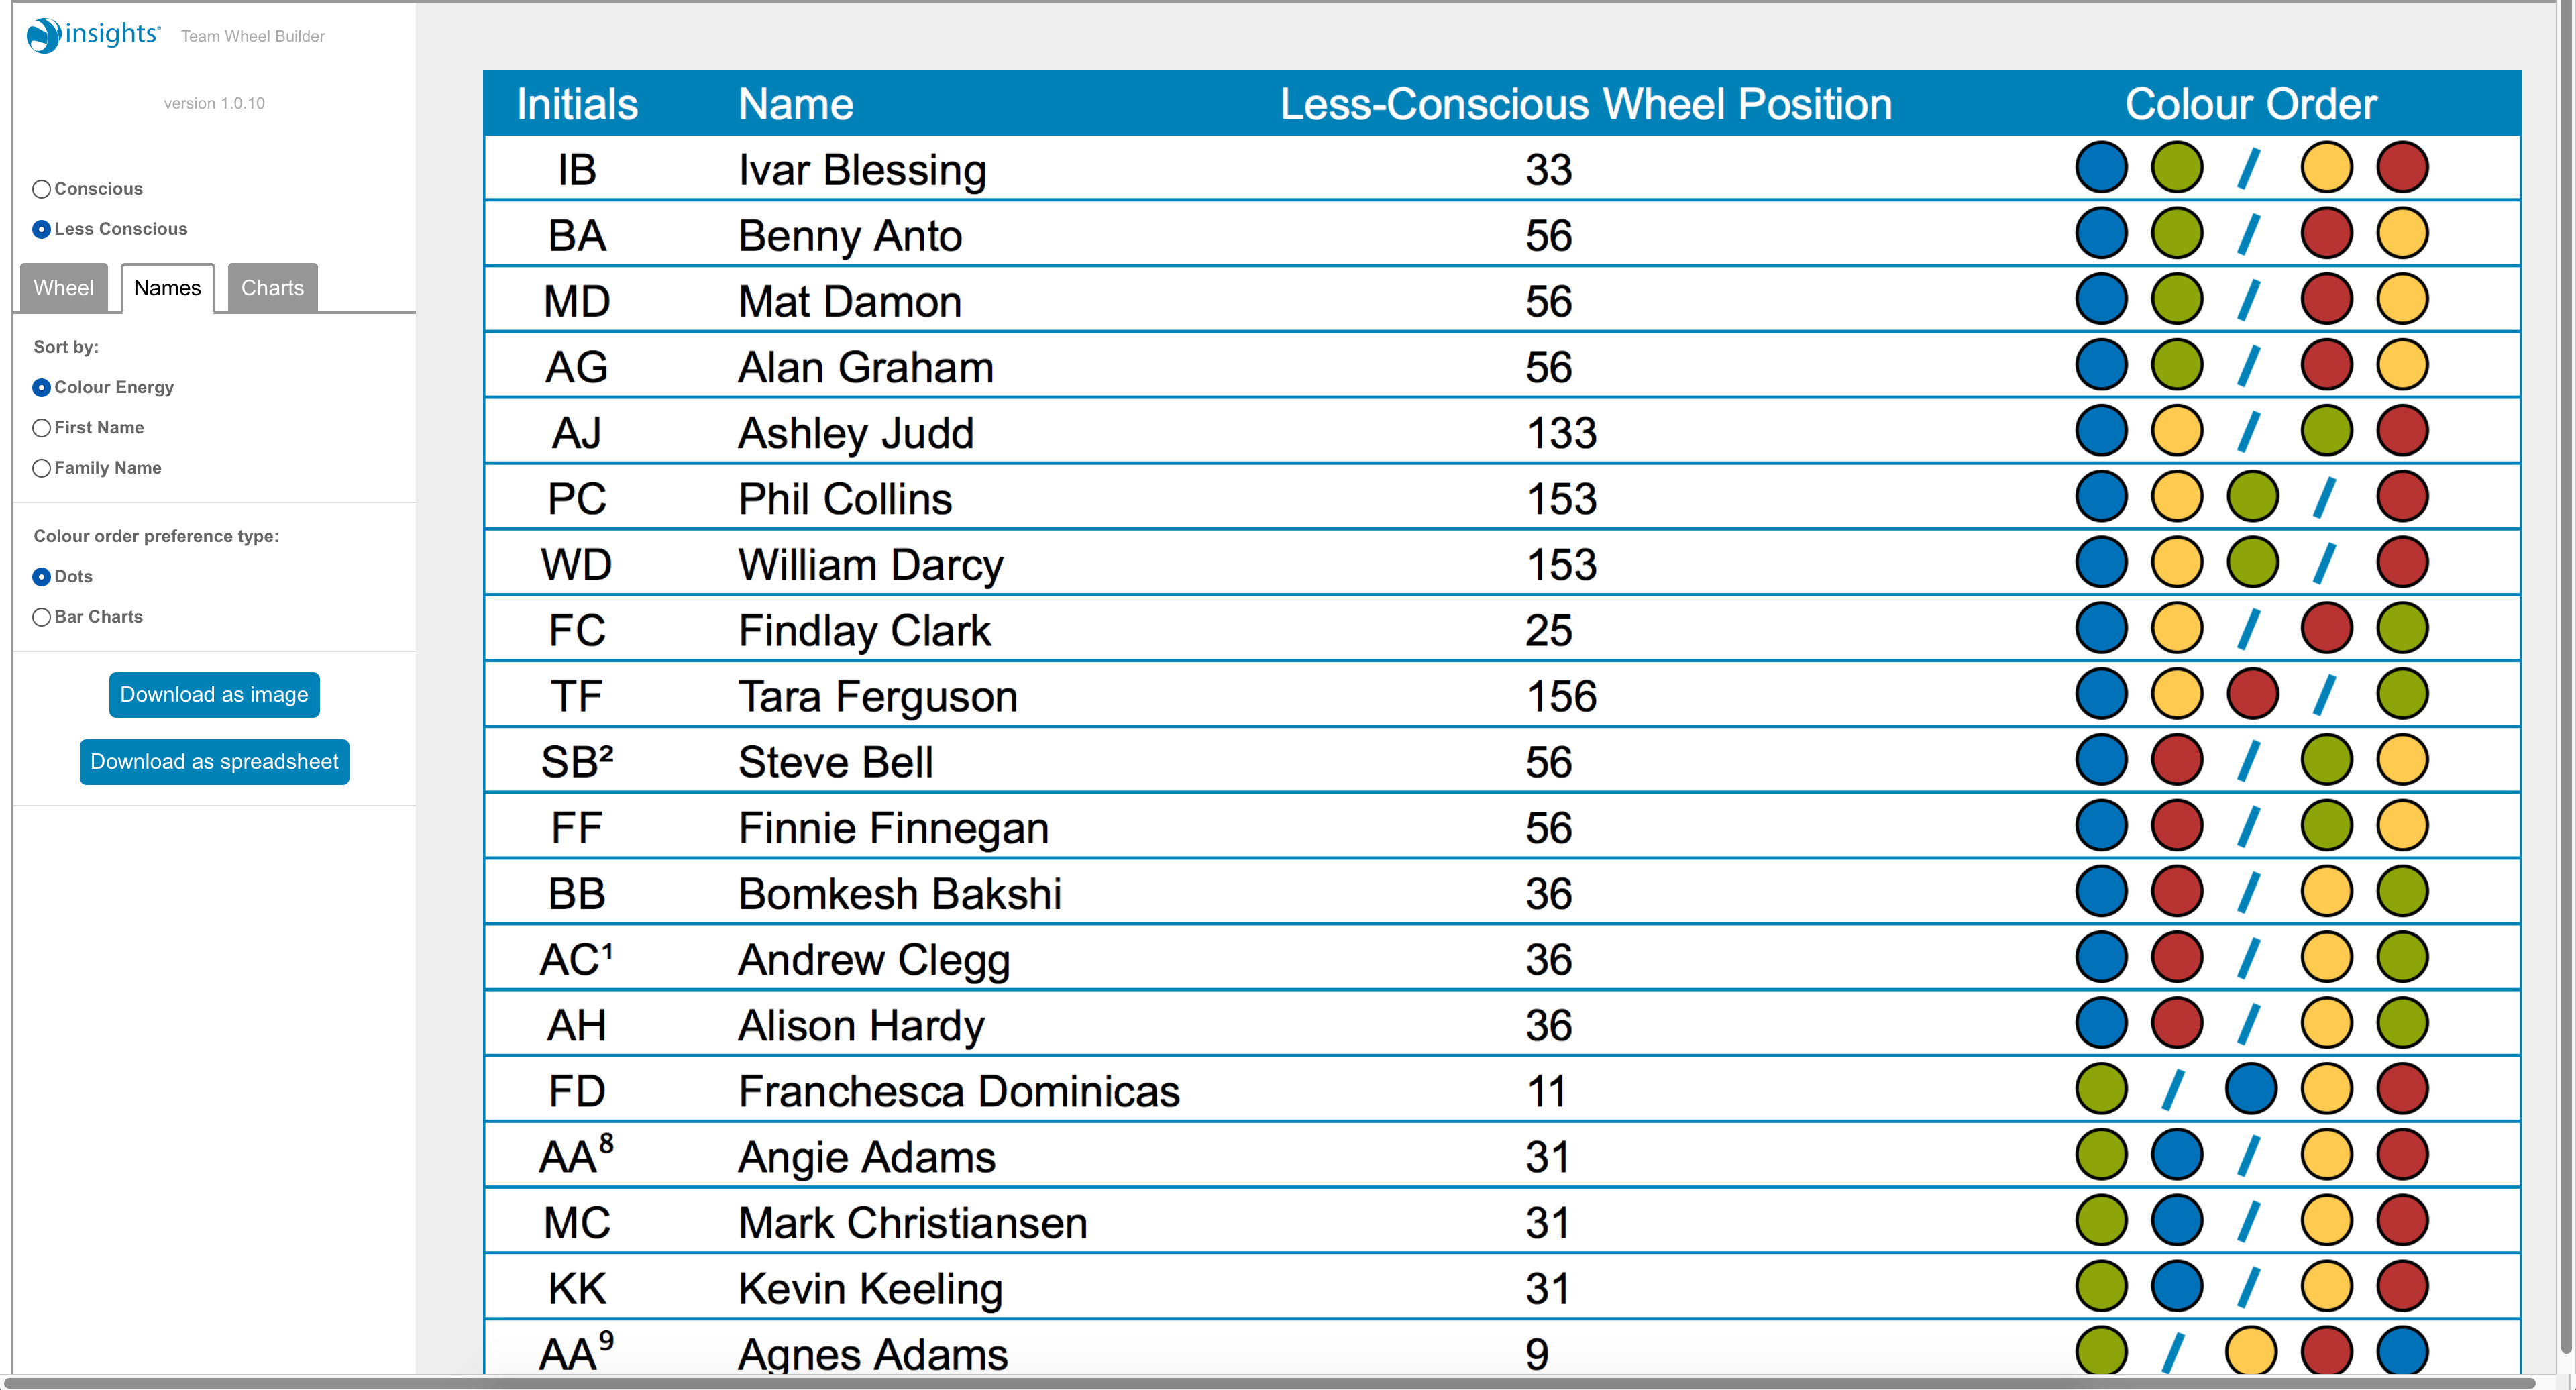 insights Team Wheel Builder
version 1.0.10
Conscious
Less Conscious
Wheel Names Charts
Sort by:
Colour Energy
First Name
Family Name
Colour order preference type:
Dots
Bar Charts
Download as image
Download as spreadsheet
Initials Name Less-Conscious Wheel Position Colour Order
IB Ivar Blessing 33 /
BA Benny Anto 56 /
MD Mat Damon 56 /
AG Alan Graham 56 /
AJ Ashley Judd 133 /
PC Phil Collins 153 /
WD William Darcy 153 /
FC Findlay Clark 25 /
TF Tara Ferguson 156 /
SB² Steve Bell 56 /
FF Finnie Finnegan 56 /
BB Bomkesh Bakshi 36 /
AC¹ Andrew Clegg 36 /
AH Alison Hardy 36 /
FD Franchesca Dominicas 11 /
AA⁸ Angie Adams 31 /
MC Mark Christiansen 31 /
KK Kevin Keeling 31 /
AA⁹ Agnes Adams 9 /